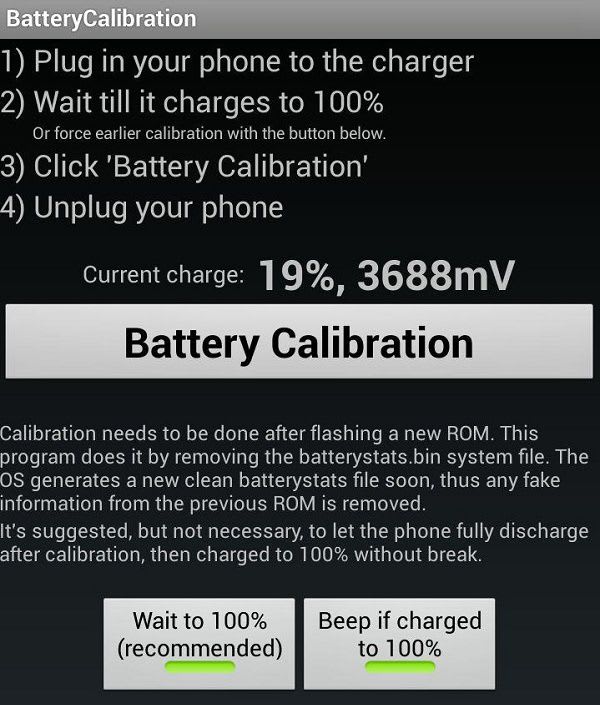 BatteryCalibration
1) Plug in your phone to the charger
2) Wait till it charges to 100%
Or force earlier calibration with the button below.
3) Click 'Battery Calibration'
4) Unplug your phone
Current charge: 19%, 3688mV
Battery Calibration
Calibration needs to be done after flashing a new ROM. This
program does it by removing the batterystats.bin system file. The
OS generates a new clean batterystats file soon, thus any fake
information from the previous ROM is removed.
It's suggested, but not necessary, to let the phone fully discharge
after calibration, then charged to 100% without break.
Wait to 100%
(recommended)
Beep if charged
to 100%